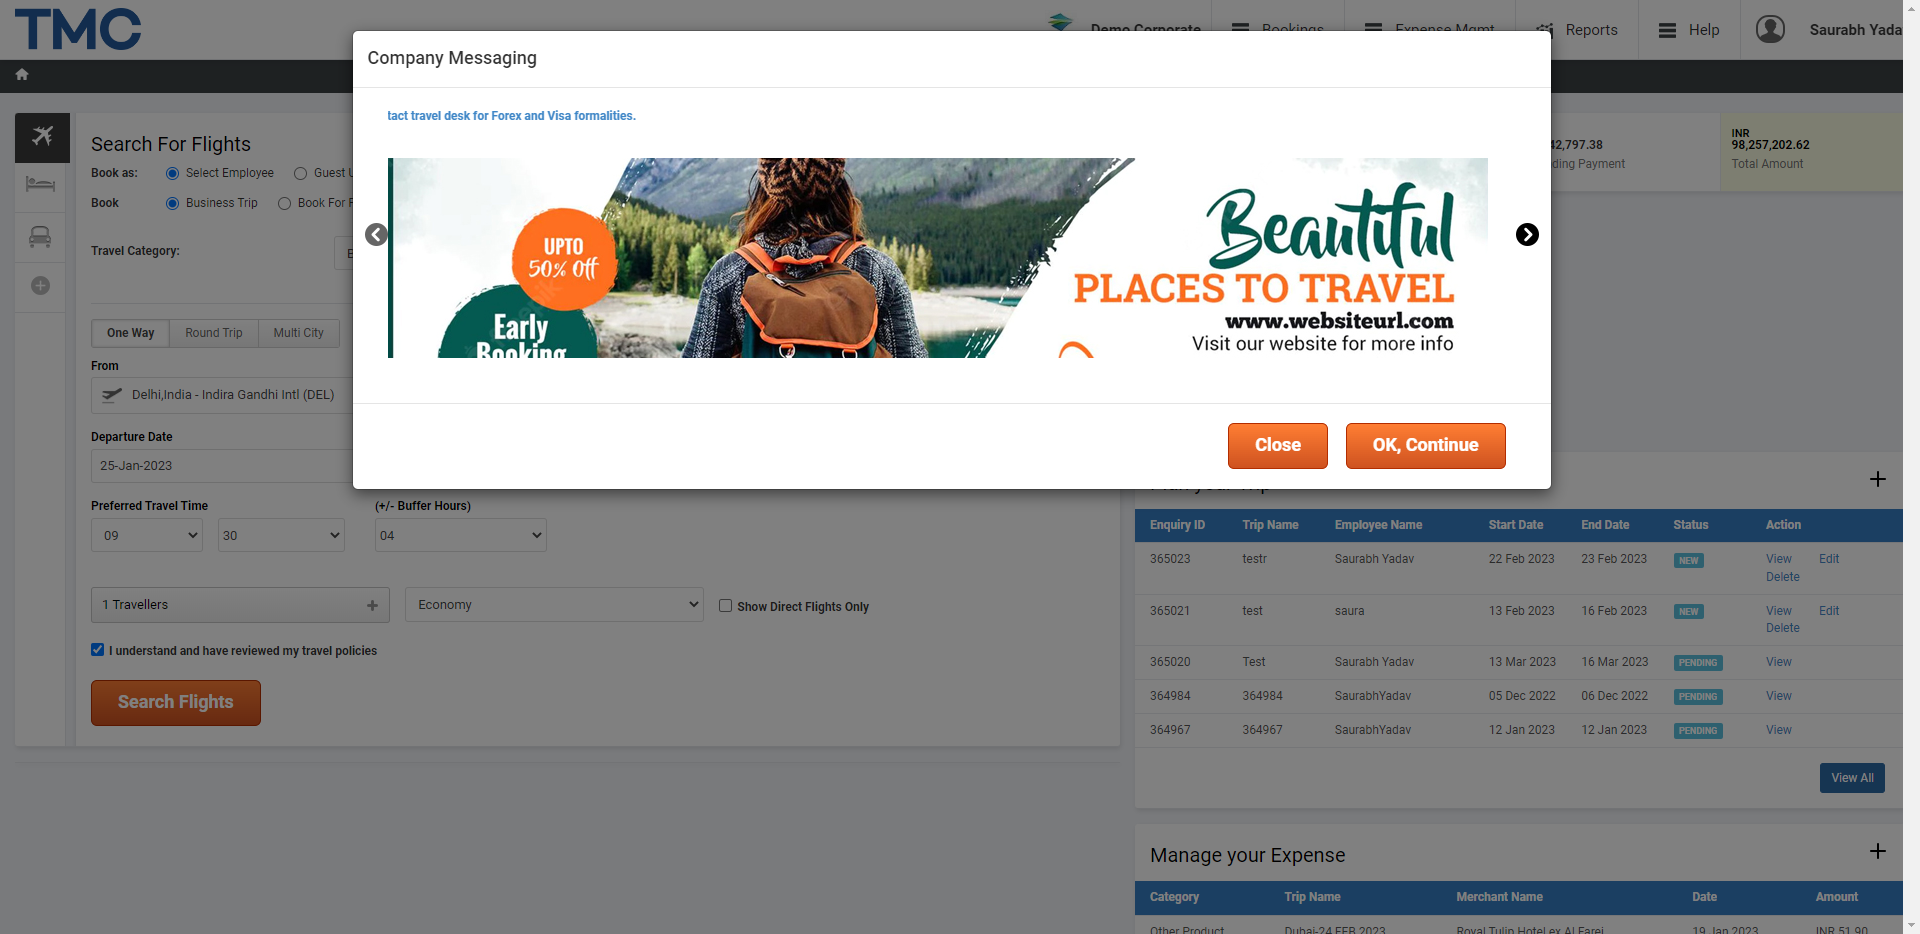 TMC
Demo Corporate
Bookings
Expense Mgmt
Reports
Help
Saurabh Yada
Company Messaging
tact travel desk for Forex and Visa formalities.
UPTO
50% Off
Early
Booking
Beautiful
PLACES TO TRAVEL
www.websiteurl.com
Visit our website for more info
Close
OK, Continue
Search For Flights
Book as:
Select Employee
Guest
Book
Business Trip
Book For
Travel Category:
One Way
Round Trip
Multi City
From
Delhi,India - Indira Gandhi Intl (DEL)
Departure Date
25-Jan-2023
Preferred Travel Time
(+/- Buffer Hours)
09
30
04
1 Travellers
Economy
Show Direct Flights Only
I understand and have reviewed my travel policies
Search Flights
42,797.38
ding Payment
INR
98,257,202.62
Total Amount
Enquiry ID Trip Name Employee Name Start Date End Date Status Action
365023 testr Saurabh Yadav 22 Feb 2023 23 Feb 2023 NEW View Edit
Delete
365021 test saura 13 Feb 2023 16 Feb 2023 NEW View Edit
Delete
365020 Test Saurabh Yadav 13 Mar 2023 16 Mar 2023 PENDING View
364984 364984 SaurabhYadav 05 Dec 2022 06 Dec 2022 PENDING View
364967 364967 SaurabhYadav 12 Jan 2023 12 Jan 2023 PENDING View
View All
Manage your Expense
Category Trip Name Merchant Name Date Amount
Other Product Dubai-24 FEB 2023 Royal Tulip Hotel ex Al Farej 19 Jan 2023 INR 51.90